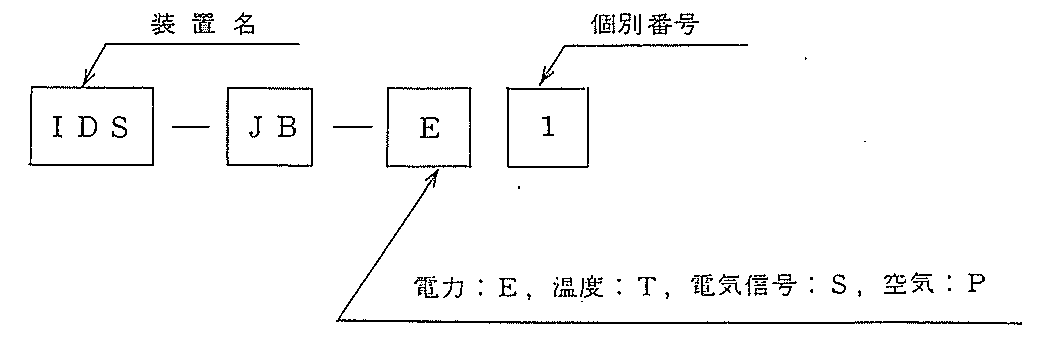 装置名 個別番号
IDS - JB - E 1
電力：E，温度：T，電気信号：S，空気：P